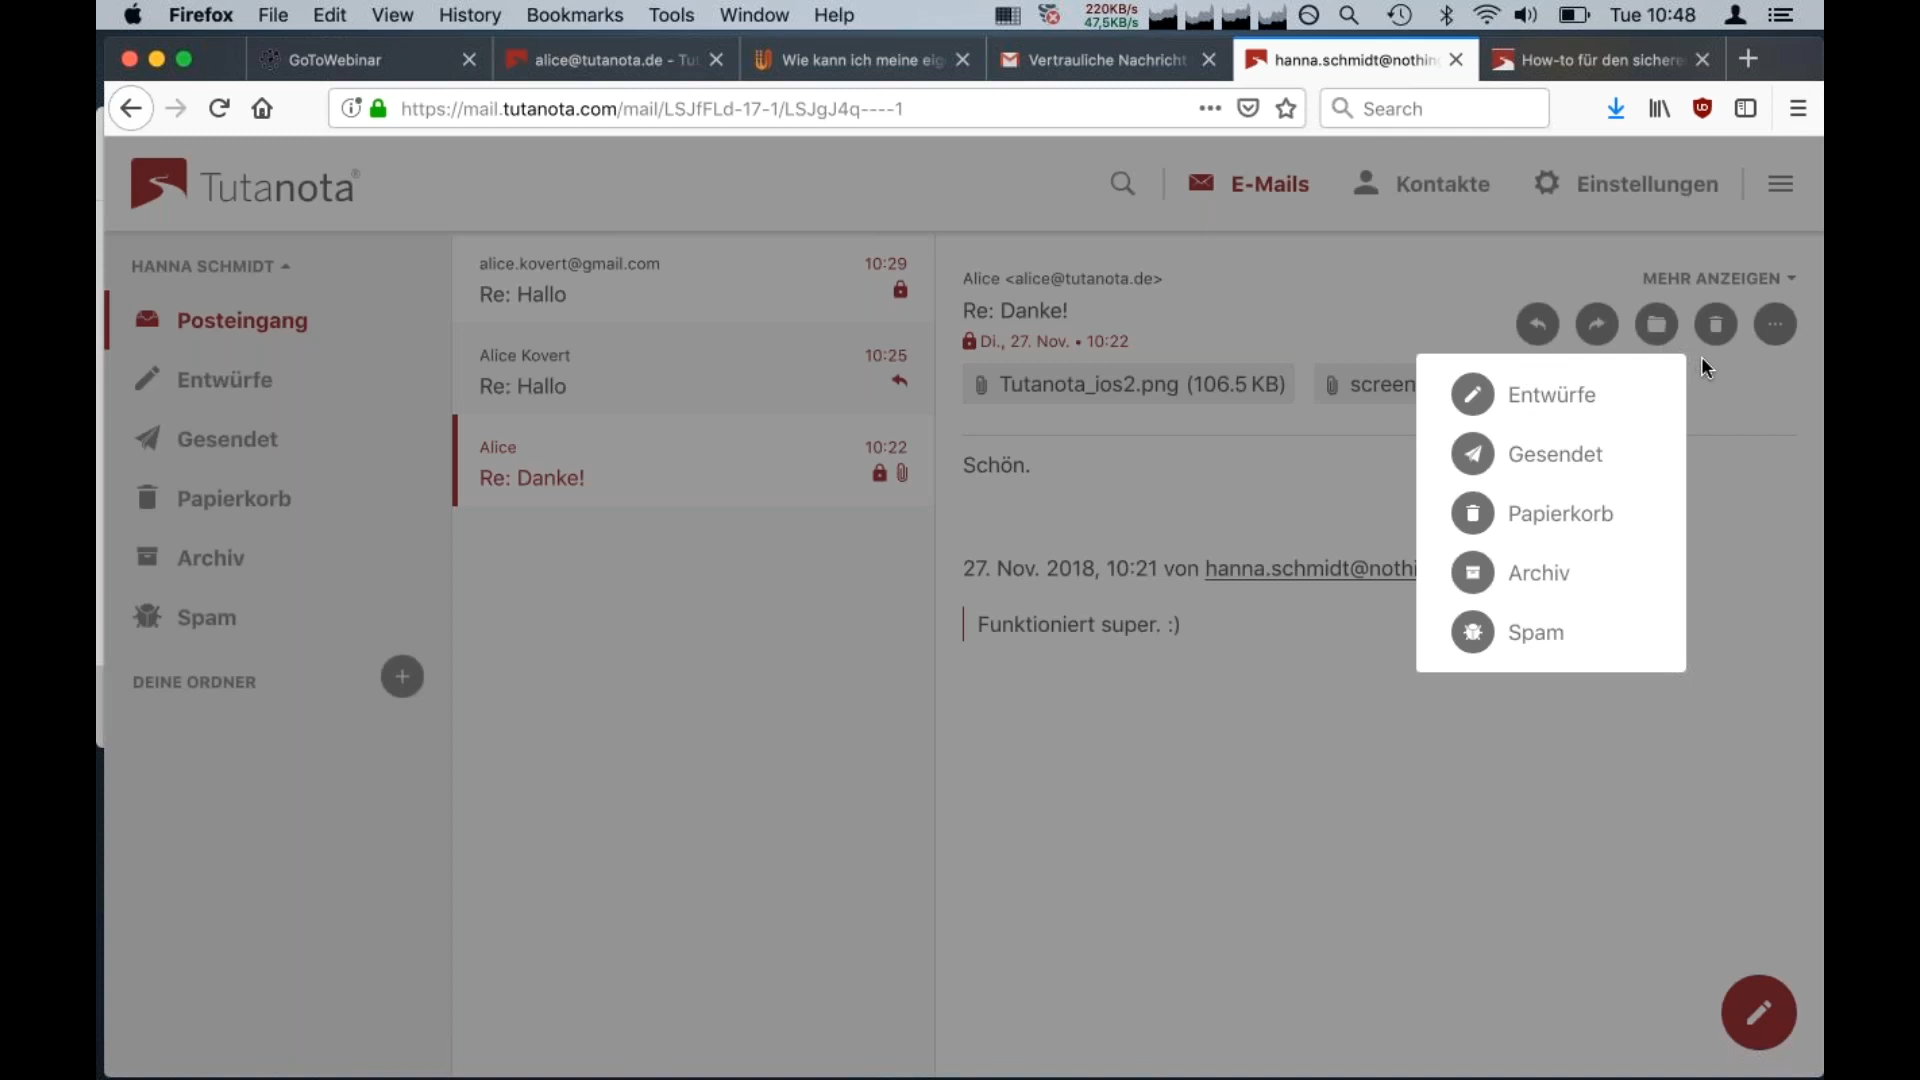 Firefox File Edit View History Bookmarks Tools Window Help 220KB/s 47,5KB/s Tue 10:48
GoToWebinar alice@tutanota.de - Tut Wie kann ich meine eig Vertrauliche Nachricht hanna.schmidt@nothin How-to für den sichere
https://mail.tutanota.com/mail/LSJfFLd-17-1/LSJgJ4q----1 Search
Tutanota® E-Mails Kontakte Einstellungen
HANNA SCHMIDT
Posteingang
Entwürfe
Gesendet
Papierkorb
Archiv
Spam
DEINE ORDNER
alice.kovert@gmail.com 10:29
Re: Hallo
Alice Kovert 10:25
Re: Hallo
Alice 10:22
Re: Danke!
Alice <alice@tutanota.de> MEHR ANZEIGEN
Re: Danke!
Di., 27. Nov. • 10:22
Tutanota_ios2.png (106.5 KB) screen
Schön.
27. Nov. 2018, 10:21 von hanna.schmidt@nothi
Funktioniert super. :)
Entwürfe
Gesendet
Papierkorb
Archiv
Spam